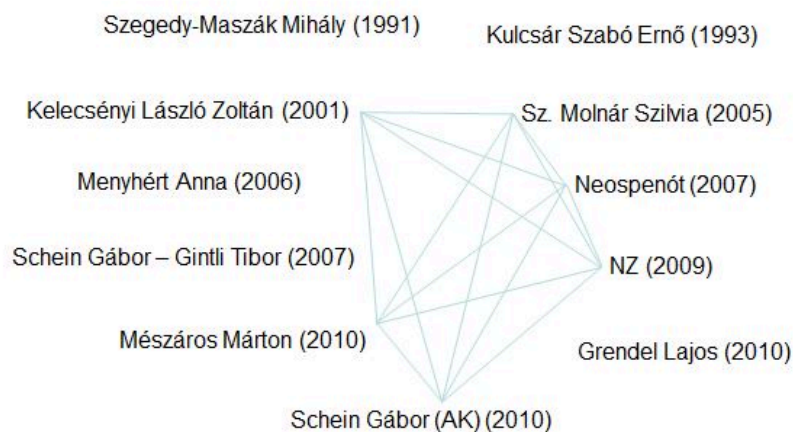 Szegedy-Maszák Mihály (1991)
Kulcsár Szabó Ernő (1993)
Kelecsényi László Zoltán (2001)
Sz. Molnár Szilvia (2005)
Menyhért Anna (2006)
Neospenót (2007)
Schein Gábor – Gintli Tibor (2007)
NZ (2009)
Mészáros Márton (2010)
Grendel Lajos (2010)
Schein Gábor (AK) (2010)